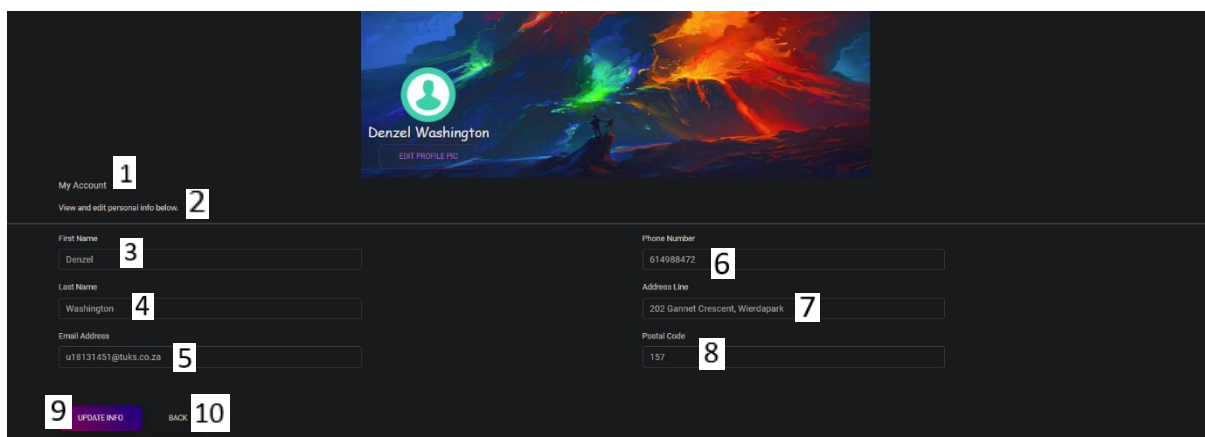 Denzel Washington
EDIT PROFILE PIC
My Account 1
View and edit personal info below. 2
First Name
Denzel 3
Last Name
Washington 4
Email Address
u18131451@tuks.co.za 5
Phone Number
614988472 6
Address Line
202 Gannet Crescent, Wierdapark 7
Postal Code
157 8
9 UPDATE INFO BACK 10